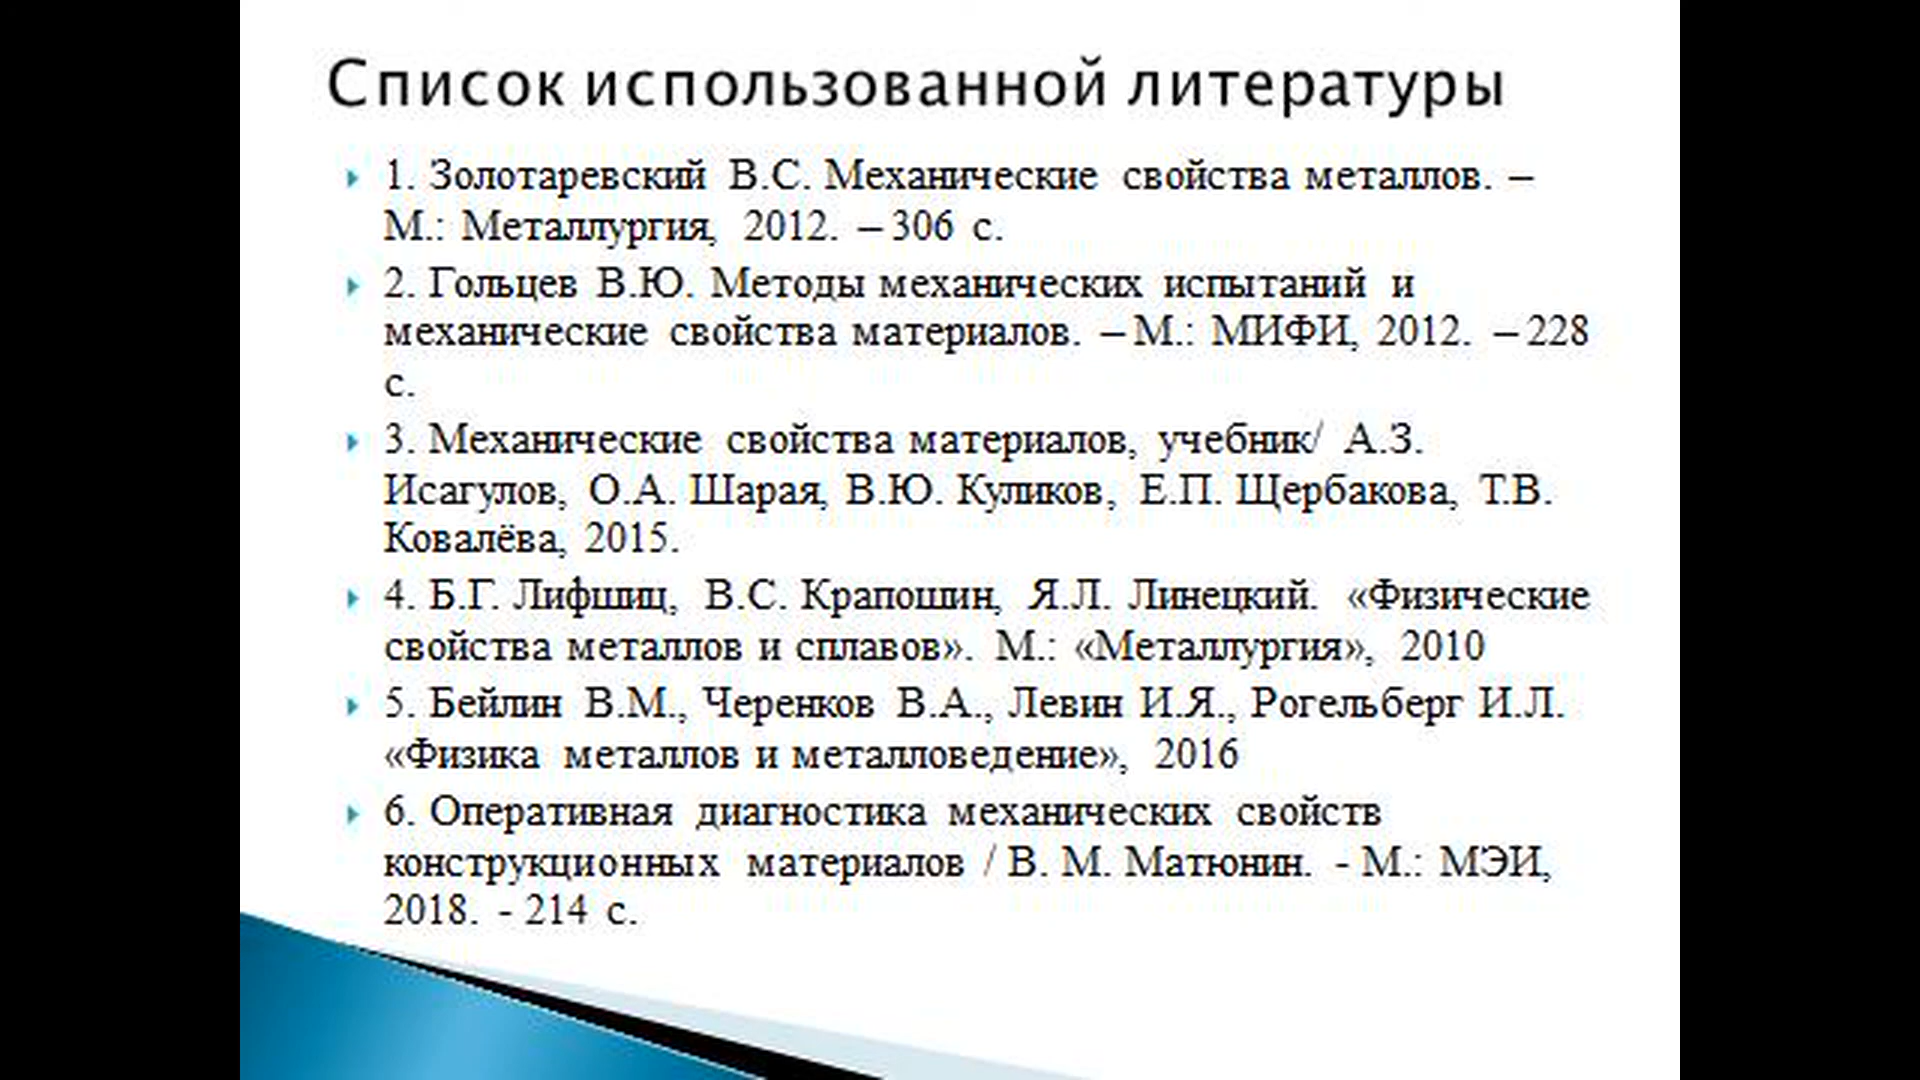 Список использованной литературы
1. Золотаревский В.С. Механические свойства металлов. –
М.: Металлургия, 2012. – 306 с.
2. Гольцев В.Ю. Методы механических испытаний и
механические свойства материалов. – М.: МИФИ, 2012. – 228
с.
3. Механические свойства материалов, учебник/ А.З.
Исагулов, О.А. Шарая, В.Ю. Куликов, Е.П Щербакова, Т.В.
Ковалёва, 2015.
4. Б.Г. Лифшиц, В.С. Крапошин, Я.Л. Линецкий. «Физические
свойства металлов и сплавов». М.: «Металлургия», 2010
5. Бейлин В.М., Черенков В.А., Левин И.Я., Рогельберг И.Л.
«Физика металлов и металловедение», 2016
6. Оперативная диагностика механических свойств
конструкционных материалов / В. М. Матюнин. - М.: МЭИ,
2018. - 214 с.